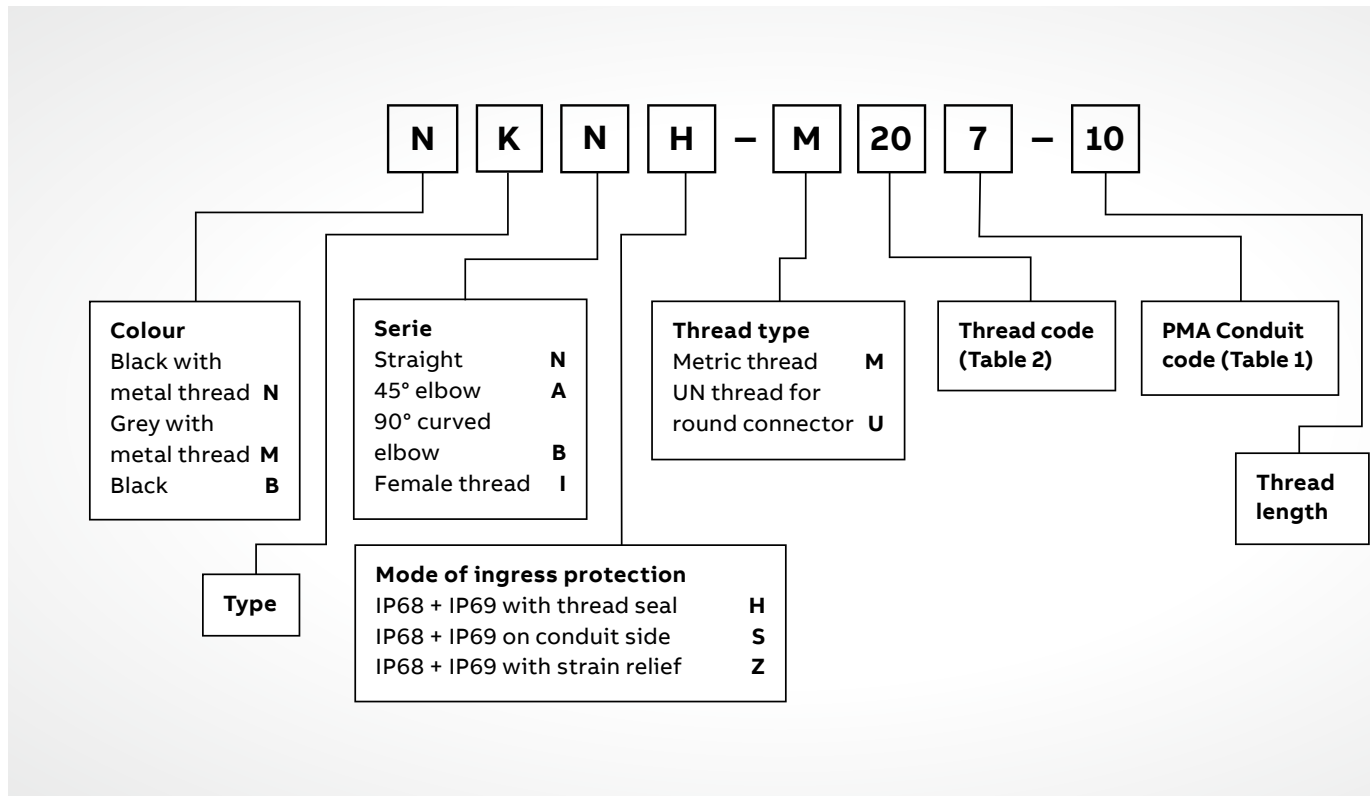 N K N H – M 20 7 – 10
Colour
Black with
metal thread N
Grey with
metal thread M
Black B
Serie
Straight N
45° elbow A
90° curved
elbow B
Female thread I
Thread type
Metric thread M
UN thread for
round connector U
Thread code
(Table 2)
PMA Conduit
code (Table 1)
Thread
length
Type
Mode of ingress protection
IP68 + IP69 with thread seal H
IP68 + IP69 on conduit side S
IP68 + IP69 with strain relief Z